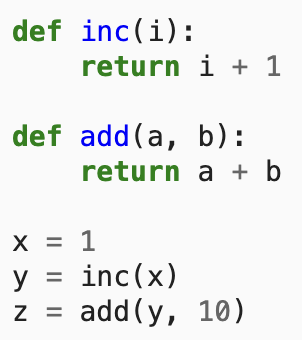 def inc(i):
    return i + 1

def add(a, b):
    return a + b

x = 1
y = inc(x)
z = add(y, 10)